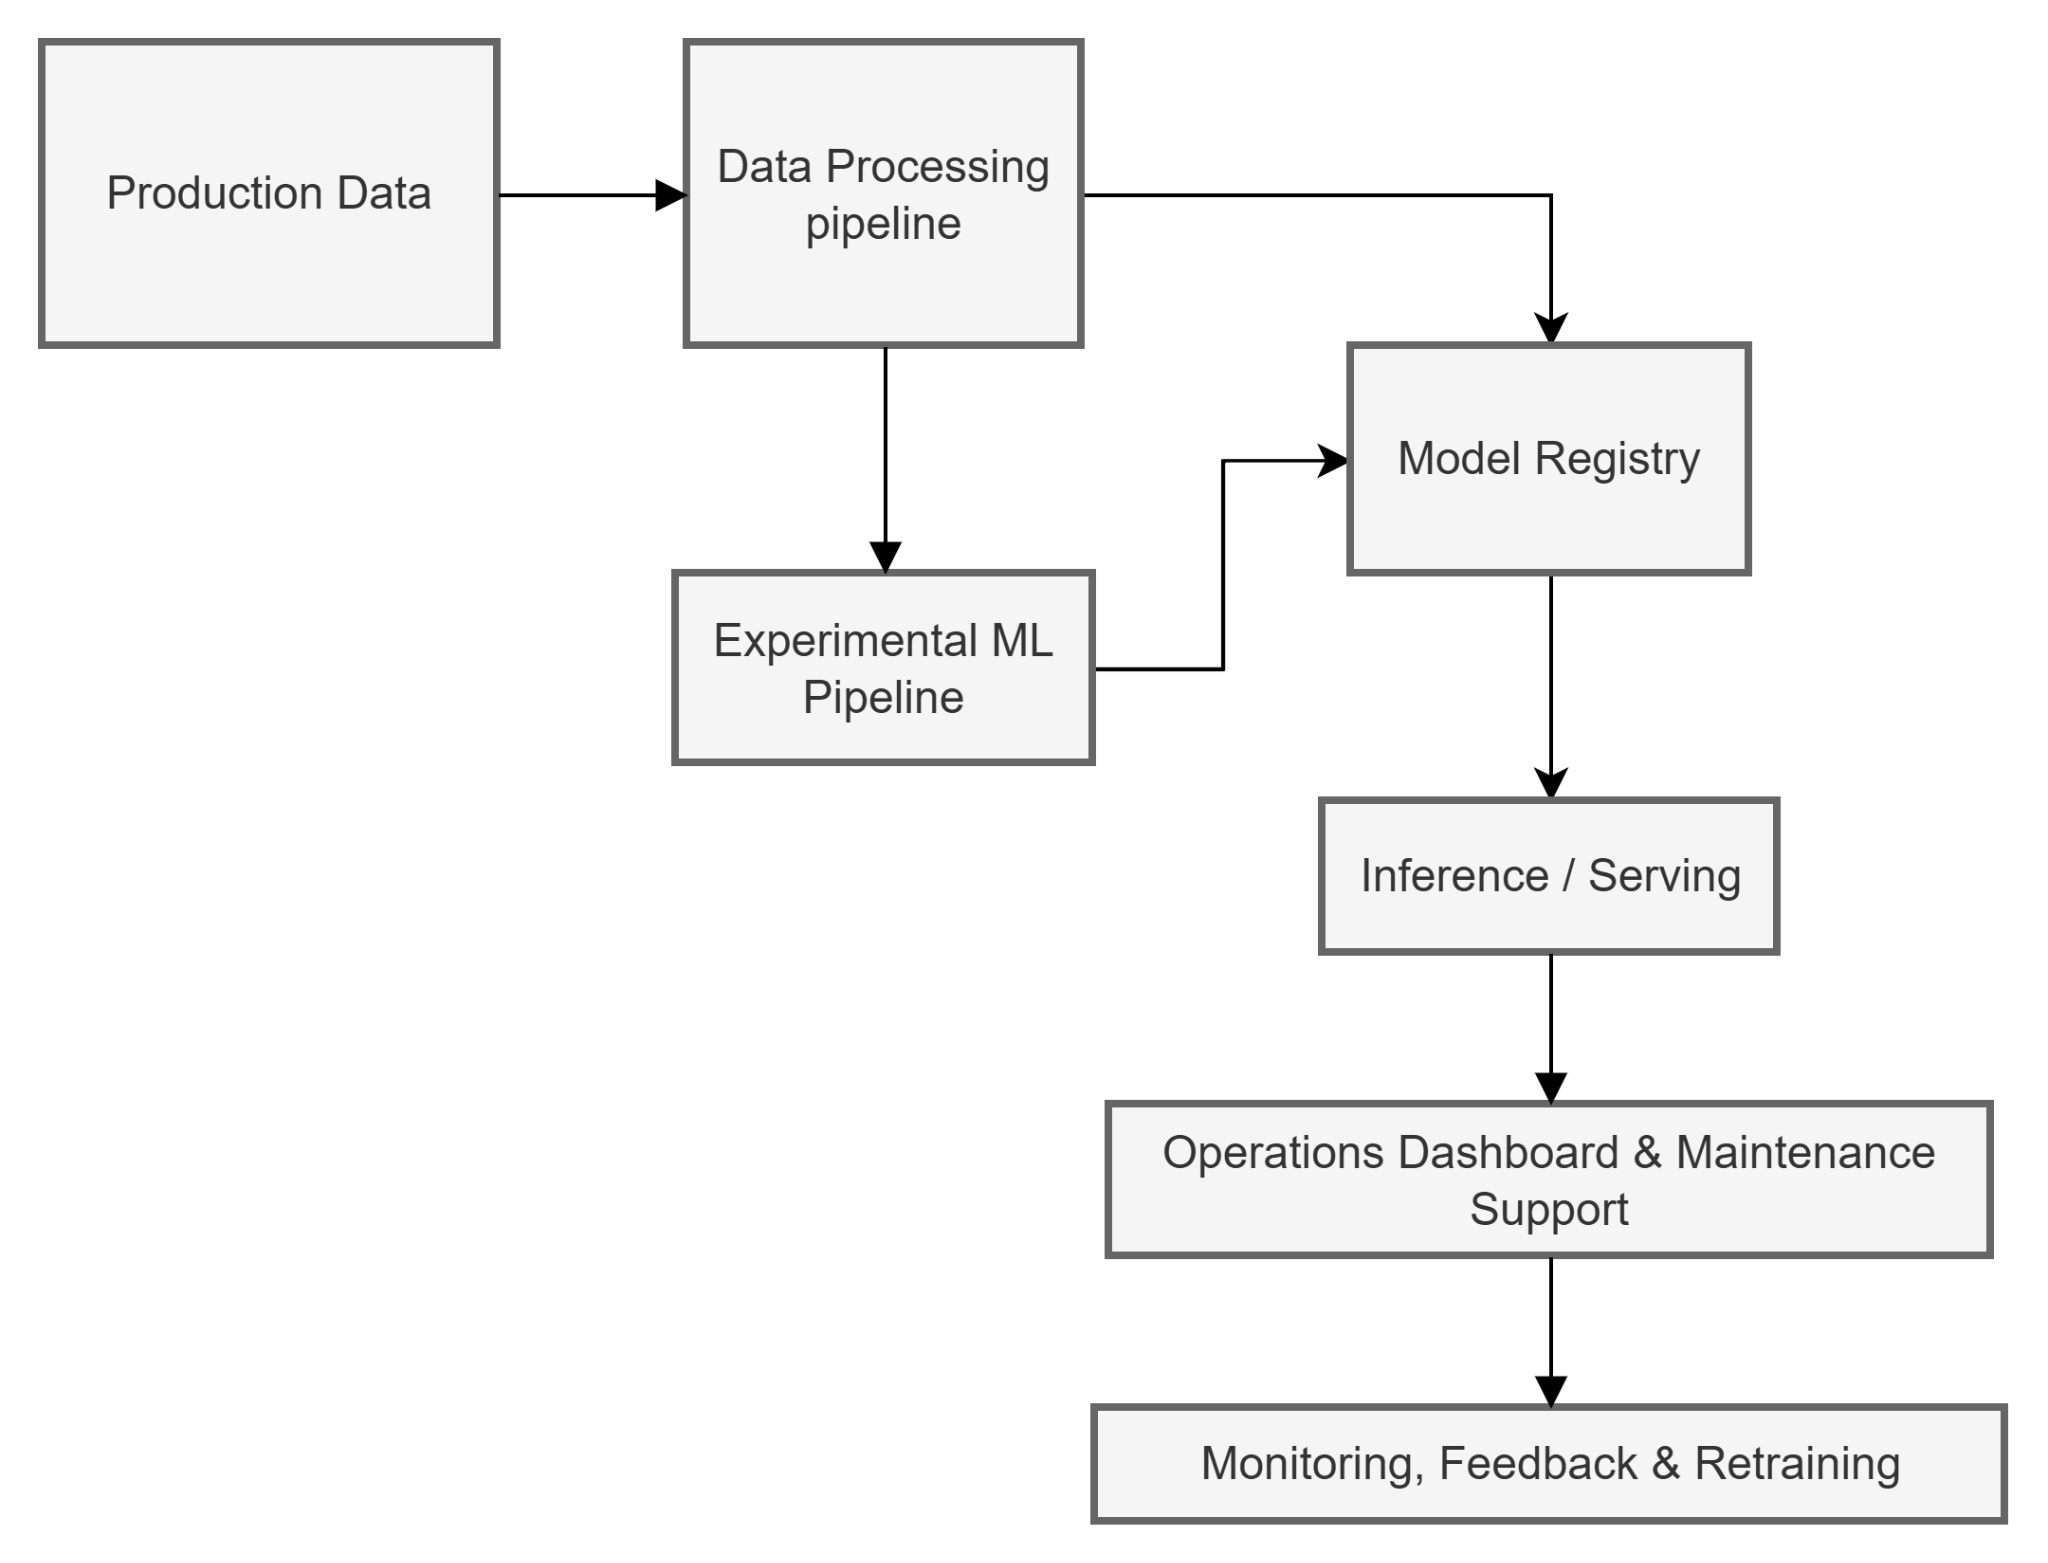 Production Data
Data Processing
pipeline
Model Registry
Experimental ML
Pipeline
Inference / Serving
Operations Dashboard & Maintenance
Support
Monitoring, Feedback & Retraining